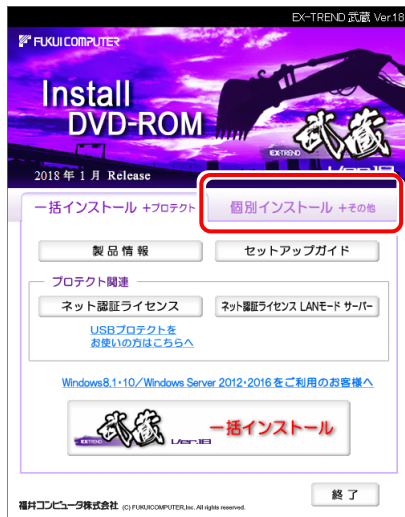 EX-TREND 武蔵 Ver.18
FUKUI COMPUTER
Install
DVD-ROM
EX-TREND 武蔵
Ver.18
2018 年 1 月 Release
一括インストール +プロテクト
個別インストール +その他
製品情報
セットアップガイド
プロテクト関連
ネット認証ライセンス
ネット認証ライセンス LANモード サーバー
USBプロテクトを
お使いの方はこちらへ
Windows8.1・10／Windows Server 2012・2016 をご利用のお客様へ
EX-TREND 武蔵 Ver.18 一括インストール
終了
福井コンピュータ株式会社 (C) FUKUICOMPUTER,Inc. All rights reserved.